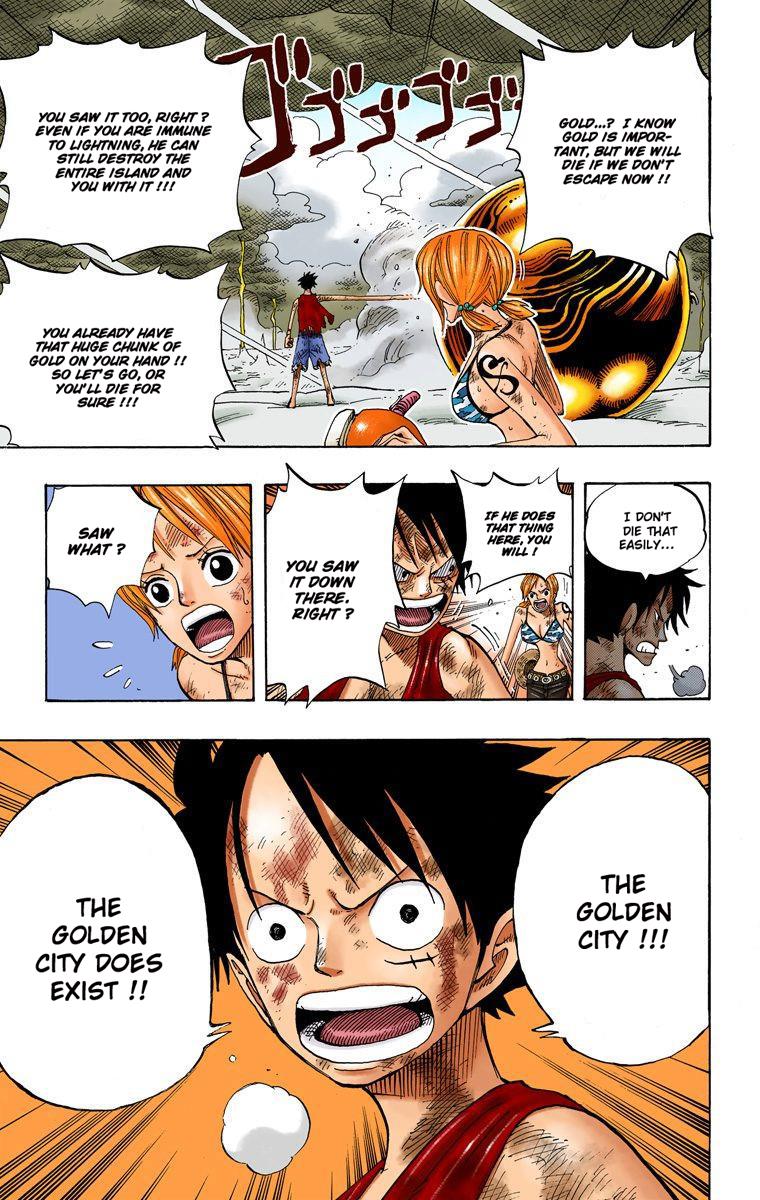 ゴゴゴゴゴゴ
GOLD...? I KNOW
GOLD IS IMPOR-
TANT, BUT WE WILL
DIE IF WE DON'T
ESCAPE NOW !!
YOU SAW IT TOO, RIGHT ?
EVEN IF YOU ARE IMMUNE
TO LIGHTNING, HE CAN
STILL DESTROY THE
ENTIRE ISLAND AND
YOU WITH IT !!!
YOU ALREADY HAVE
THAT HUGE CHUNK OF
GOLD ON YOUR HAND !!
SO LET'S GO, OR
YOU'LL DIE FOR
SURE !!!
I DON'T
DIE THAT
EASILY...
IF HE DOES
THAT THING
HERE, YOU
WILL !
YOU SAW
IT DOWN
THERE.
RIGHT ?
SAW
WHAT ?
THE
GOLDEN
CITY !!!
THE
GOLDEN
CITY DOES
EXIST !!